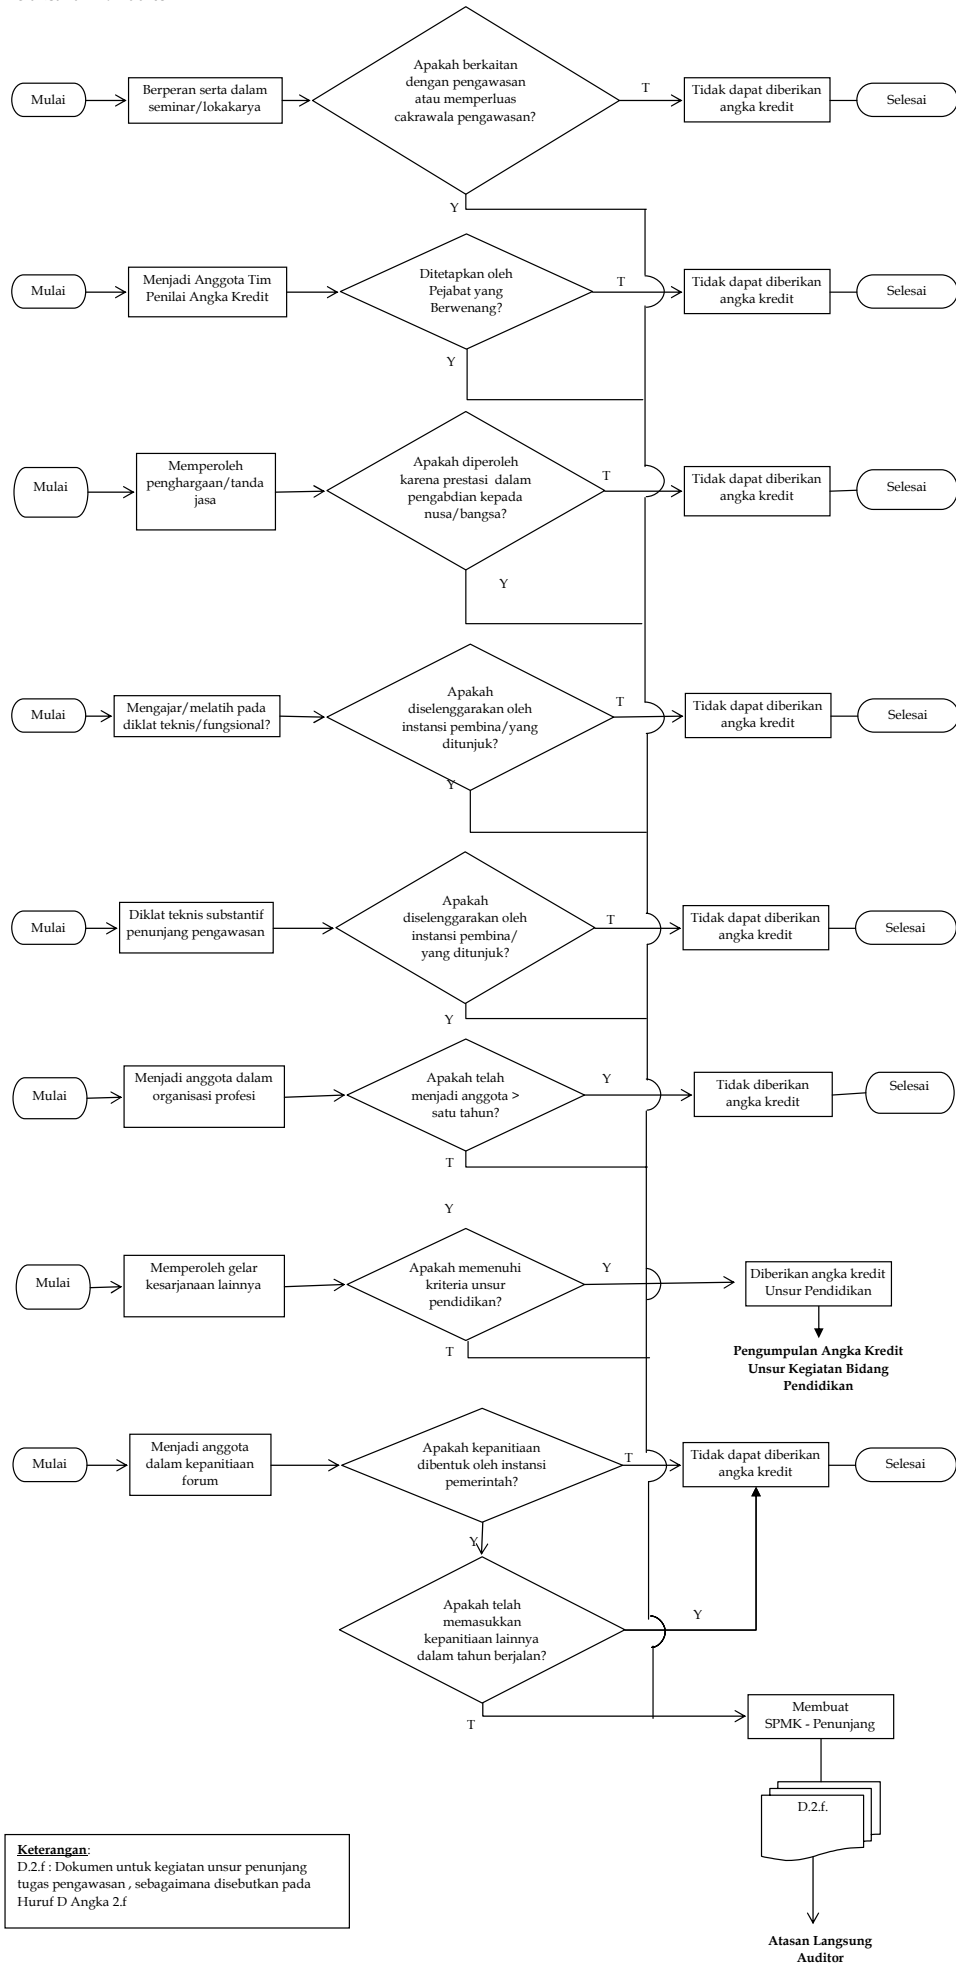 Mulai
Berperan serta dalam
seminar/lokakarya
Apakah berkaitan
dengan pengawasan
atau memperluas
cakrawala pengawasan?
T
Tidak dapat diberikan
angka kredit
Selesai
Y
Mulai
Menjadi Anggota Tim
Penilai Angka Kredit
Ditetapkan oleh
Pejabat yang
Berwenang?
T
Tidak dapat diberikan
angka kredit
Selesai
Y
Mulai
Memperoleh
penghargaan/tanda
jasa
Apakah diperoleh
karena prestasi dalam
pengabdian kepada
nusa/bangsa?
T
Tidak dapat diberikan
angka kredit
Selesai
Y
Mulai
Mengajar/melatih pada
diklat teknis/fungsional?
Apakah
diselenggarakan oleh
instansi pembina/yang
ditunjuk?
T
Tidak dapat diberikan
angka kredit
Selesai
Y
Mulai
Diklat teknis substantif
penunjang pengawasan
Apakah
diselenggarakan oleh
instansi pembina/
yang ditunjuk?
T
Tidak dapat diberikan
angka kredit
Selesai
Y
Mulai
Menjadi anggota dalam
organisasi profesi
Apakah telah
menjadi anggota >
satu tahun?
Y
Tidak diberikan
angka kredit
Selesai
T
Y
Mulai
Memperoleh gelar
kesarjanaan lainnya
Apakah memenuhi
kriteria unsur
pendidikan?
Y
Diberikan angka kredit
Unsur Pendidikan
T
Pengumpulan Angka Kredit
Unsur Kegiatan Bidang
Pendidikan
Mulai
Menjadi anggota
dalam kepanitiaan
forum
Apakah kepanitiaan
dibentuk oleh instansi
pemerintah?
T
Tidak dapat diberikan
angka kredit
Selesai
Y
Apakah telah
memasukkan
kepanitiaan lainnya
dalam tahun berjalan?
Y
T
Membuat
SPMK - Penunjang
D.2.f.
Keterangan:
D.2.f : Dokumen untuk kegiatan unsur penunjang
tugas pengawasan , sebagaimana disebutkan pada
Huruf D Angka 2.f
Atasan Langsung
Auditor